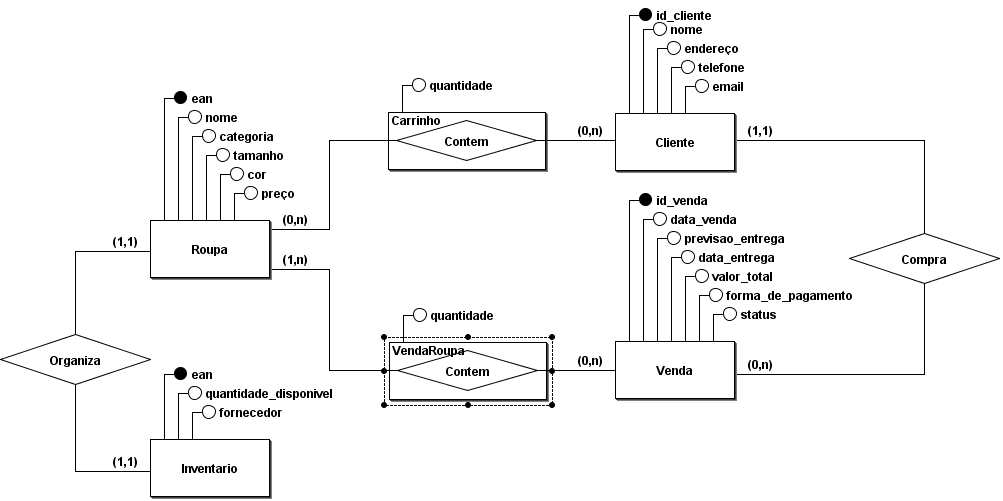 id_cliente
nome
endereço
telefone
email
quantidade
Carrinho
Contem
(0,n)
Cliente
(1,1)
ean
nome
categoria
tamanho
cor
preço
(0,n)
(1,1)
Roupa
(1,n)
id_venda
data_venda
previsao_entrega
data_entrega
valor_total
forma_de_pagamento
status
Compra
quantidade
VendaRoupa
Contem
(0,n)
Venda
(0,n)
Organiza
ean
quantidade_disponivel
fornecedor
(1,1)
Inventario